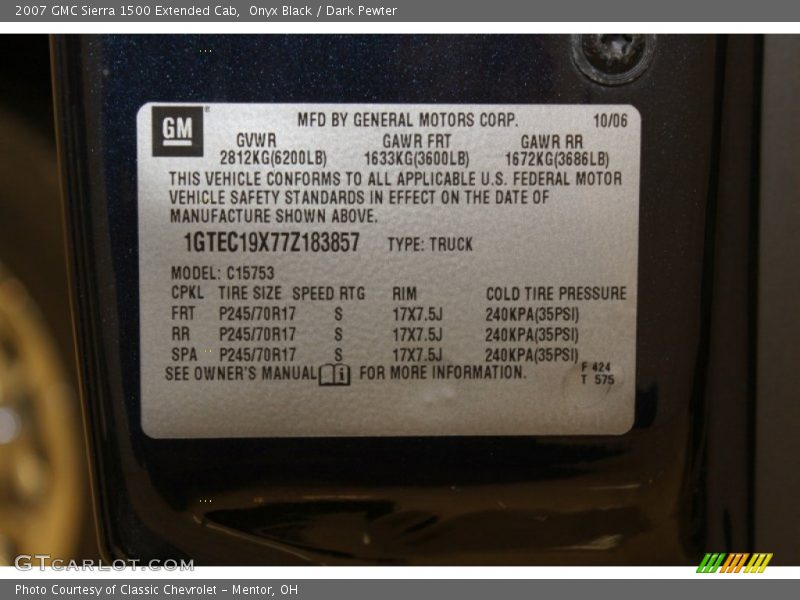 2007 GMC Sierra 1500 Extended Cab,  Onyx Black / Dark Pewter
GM®
MFD BY GENERAL MOTORS CORP. 10/06
GVWR GAWR FRT GAWR RR
2812KG(6200LB) 1633KG(3600LB) 1672KG(3686LB)
THIS VEHICLE CONFORMS TO ALL APPLICABLE U.S. FEDERAL MOTOR
VEHICLE SAFETY STANDARDS IN EFFECT ON THE DATE OF
MANUFACTURE SHOWN ABOVE.
1GTEC19X77Z183857 TYPE: TRUCK
MODEL: C15753
CPKL TIRE SIZE SPEED RTG RIM COLD TIRE PRESSURE
FRT P245/70R17 S 17X7.5J 240KPA(35PSI)
RR P245/70R17 S 17X7.5J 240KPA(35PSI)
SPA P245/70R17 S 17X7.5J 240KPA(35PSI)
SEE OWNER'S MANUAL i FOR MORE INFORMATION.
F 424
T 575
GTCARLOT.COM
Photo Courtesy of Classic Chevrolet - Mentor, OH